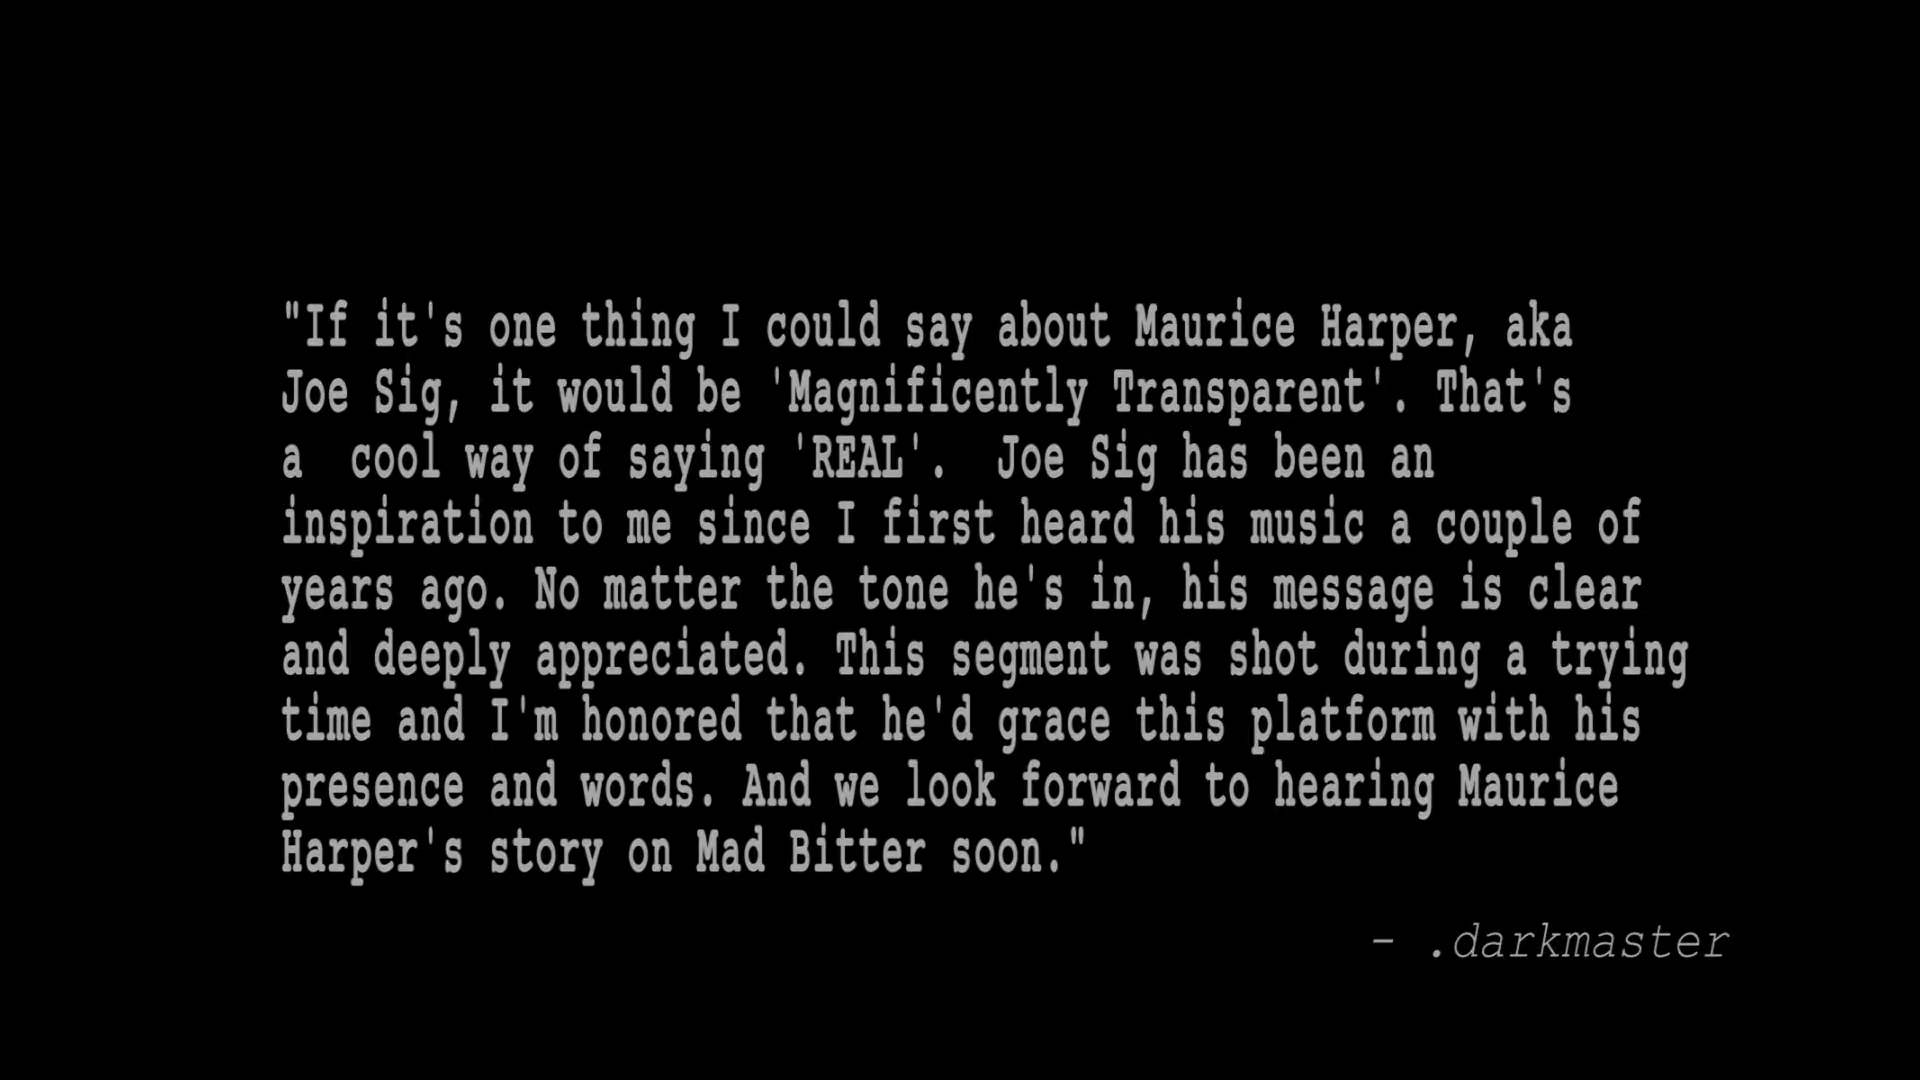 "If it's one thing I could say about Maurice Harper, aka
Joe Sig, it would be 'Magnificently Transparent'. That's
a  cool way of saying 'REAL'.  Joe Sig has been an
inspiration to me since I first heard his music a couple of
years ago. No matter the tone he's in, his message is clear
and deeply appreciated. This segment was shot during a trying
time and I'm honored that he'd grace this platform with his
presence and words. And we look forward to hearing Maurice
Harper's story on Mad Bitter soon."
- .darkmaster